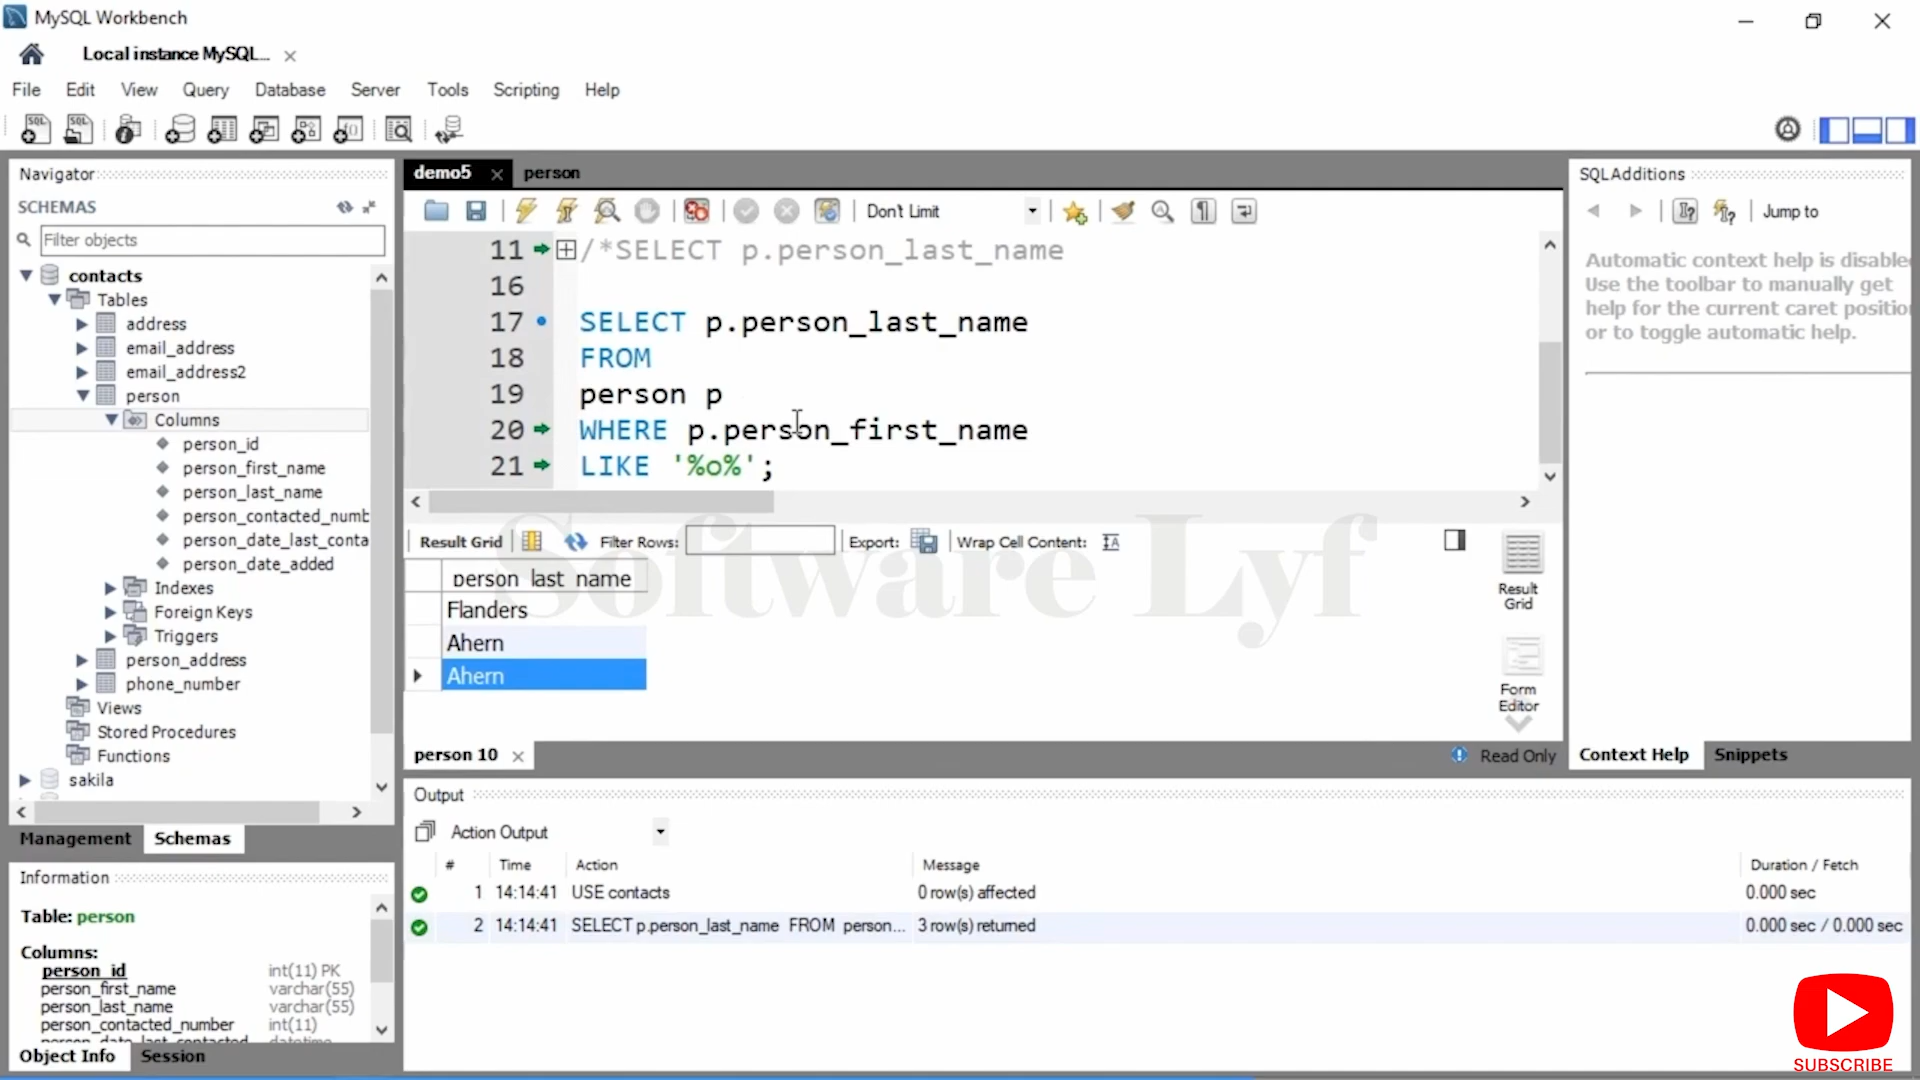 MySQL Workbench
Local instance MySQL...
File Edit View Query Database Server Tools Scripting Help
Navigator
SCHEMAS
Filter objects
contacts
Tables
address
email_address
email_address2
person
Columns
person_id
person_first_name
person_last_name
person_contacted_numb
person_date_last_conta
person_date_added
Indexes
Foreign Keys
Triggers
person_address
phone_number
Views
Stored Procedures
Functions
sakila
Management Schemas
Information
Table: person
Columns:
person_id int(11) PK
person_first_name varchar(55)
person_last_name varchar(55)
person_contacted_number int(11)
person_date_last_contacted datetime
Object Info Session
demo5 person
Don't Limit
11 /*SELECT p.person_last_name
16
17 SELECT p.person_last_name
18 FROM
19 person p
20 WHERE p.person_first_name
21 LIKE '%o%';
Result Grid Filter Rows: Export: Wrap Cell Content:
person_last_name
Flanders
Ahern
Ahern
Software Lyf
Result
Grid
Form
Editor
person 10
Read Only
SQLAdditions
Jump to
Automatic context help is disable
Use the toolbar to manually get
help for the current caret positio
or to toggle automatic help.
Context Help Snippets
Output
Action Output
# Time Action Message Duration / Fetch
1 14:14:41 USE contacts 0 row(s) affected 0.000 sec
2 14:14:41 SELECT p.person_last_name FROM person... 3 row(s) returned 0.000 sec / 0.000 sec
SUBSCRIBE